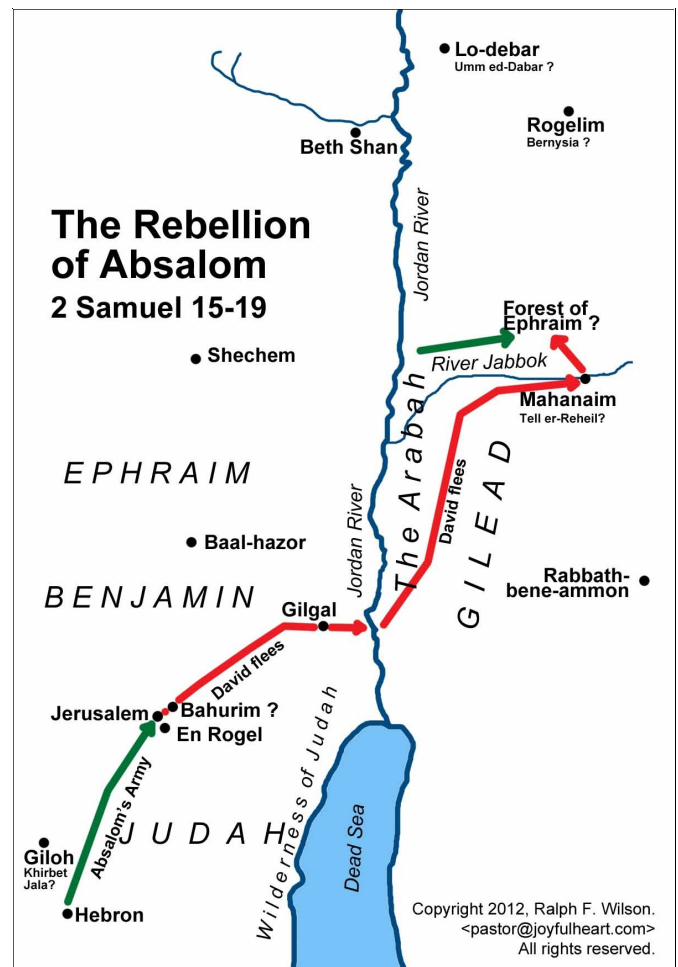 Lo-debar
Umm ed-Dabar ?
Rogelim
Bernysia ?
Beth Shan
The Rebellion
of Absalom
2 Samuel 15-19
Jordan River
Forest of
Ephraim ?
River Jabbok
Shechem
Mahanaim
Tell er-Reheil?
The Arabah
EPHRAIM
David flees
GILEAD
Jordan River
Baal-hazor
Rabbath-
bene-ammon
BENJAMIN
Gilgal
David flees
Jerusalem
Bahurim ?
En Rogel
Wilderness of Judah
Absalom's Army
JUDAH
Dead Sea
Giloh
Khirbet
Jala?
Hebron
Copyright 2012, Ralph F. Wilson.
<pastor@joyfulheart.com>
All rights reserved.